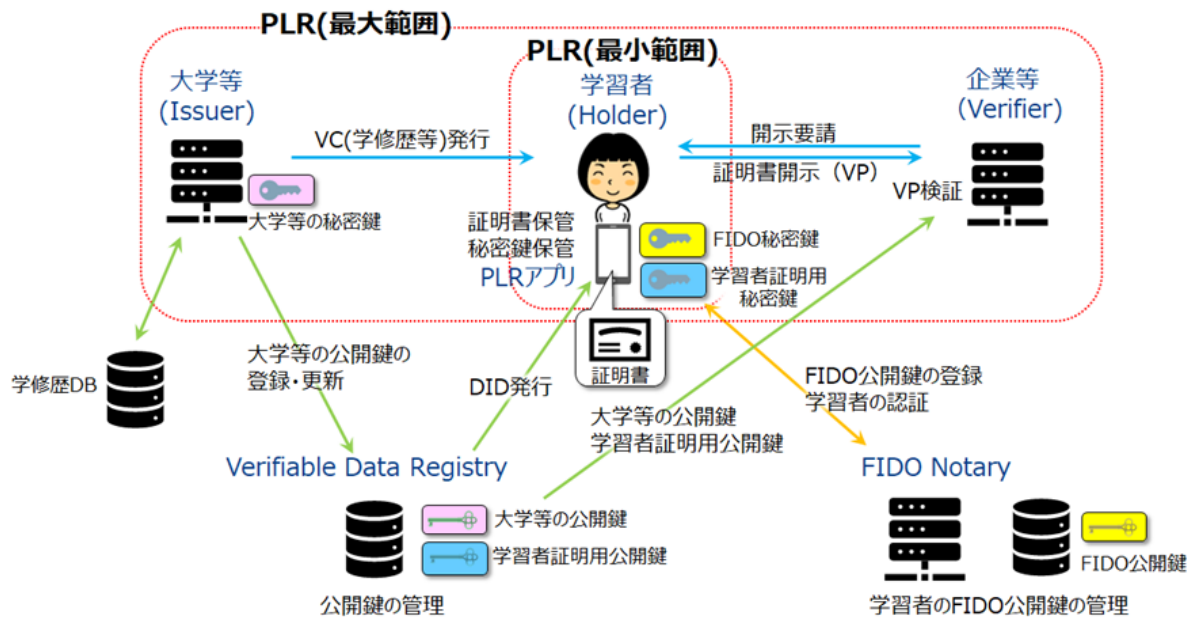 PLR(最大範囲)
PLR(最小範囲)
大学等
(Issuer)
学習者
(Holder)
企業等
(Verifier)
VC(学修歴等)発行
開示要請
証明書開示（VP）
VP検証
大学等の秘密鍵
証明書保管
秘密鍵保管
PLRアプリ
FIDO秘密鍵
学習者証明用
秘密鍵
証明書
学修歴DB
大学等の公開鍵の
登録・更新
DID発行
大学等の公開鍵
学習者証明用公開鍵
FIDO公開鍵の登録
学習者の認証
Verifiable Data Registry
FIDO Notary
大学等の公開鍵
学習者証明用公開鍵
公開鍵の管理
FIDO公開鍵
学習者のFIDO公開鍵の管理